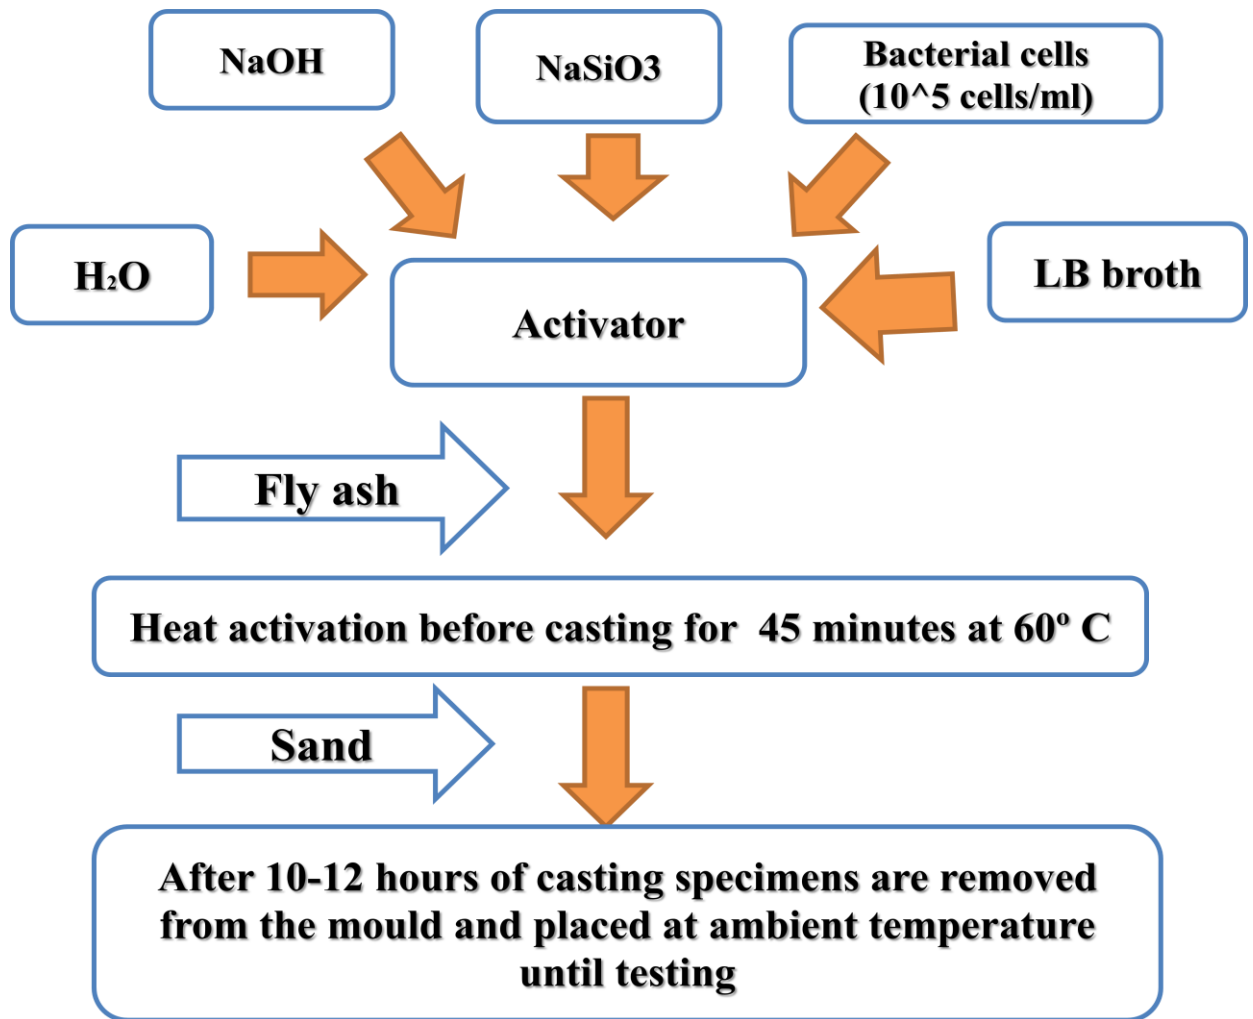 NaOH
NaSiO3
Bacterial cells
(10^5 cells/ml)
H₂O
LB broth
Activator
Fly ash
Heat activation before casting for  45 minutes at 60º C
Sand
After 10-12 hours of casting specimens are removed
from the mould and placed at ambient temperature
until testing